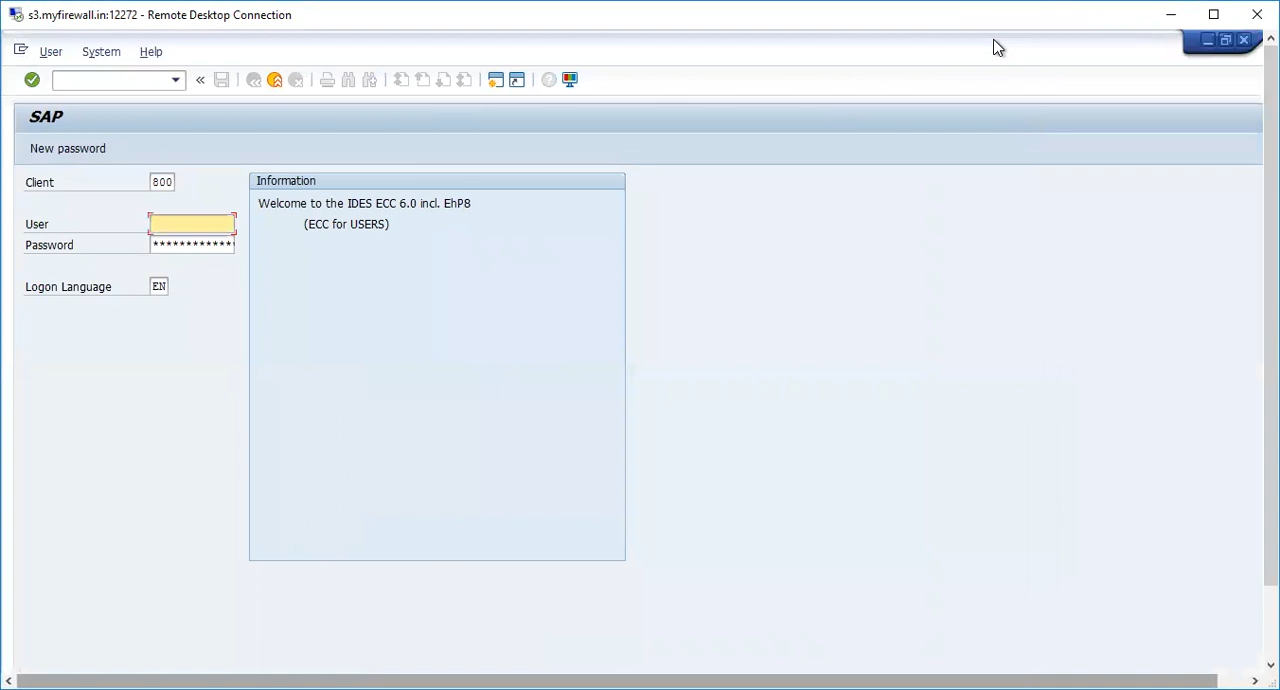 s3.myfirewall.in:12272 - Remote Desktop Connection
User System Help
SAP
New password
Client 800
Information
Welcome to the IDES ECC 6.0 incl. EhP8
(ECC for USERS)
User
Password *************
Logon Language EN